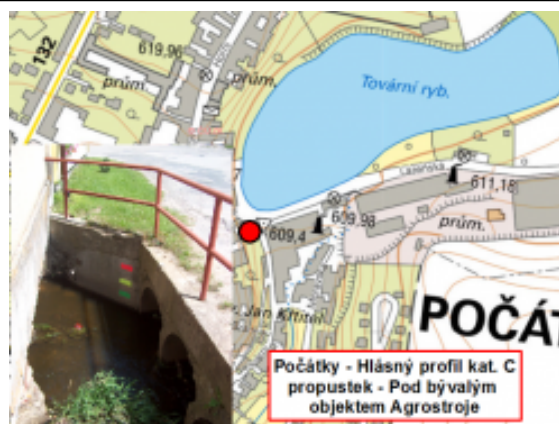 619,96
132
prům.
prům.
Tovární ryb.
Lazeňská
611,18
609,98
609,4
prům.
Jan Křtitel
POČÁT
Počátky - Hlásný profil kat. C
propustek - Pod bývalým
objektem Agrostroje